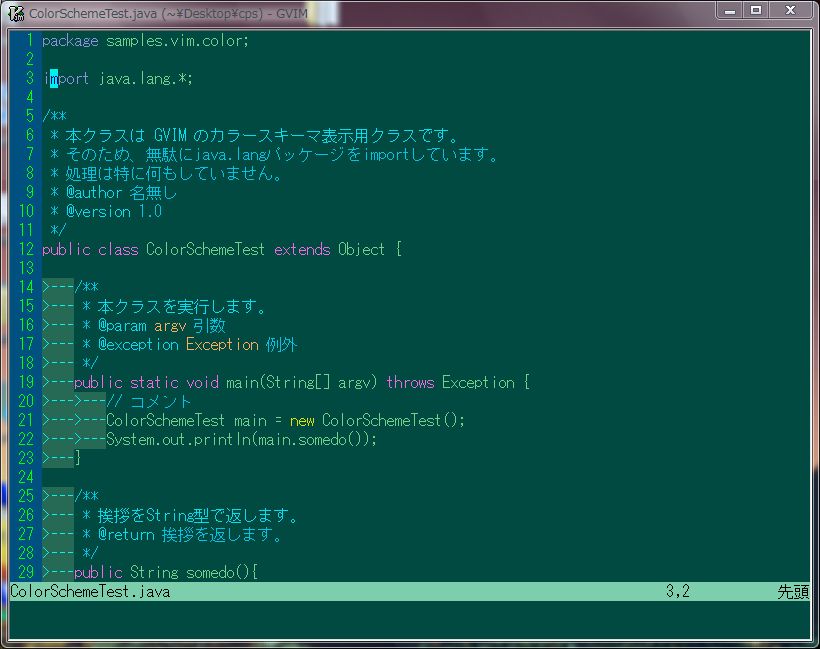 ColorSchemeTest.java (~¥Desktop¥cps) - GVIM
1 package samples.vim.color;
2
3 import java.lang.*;
4
5 /**
6  * 本クラスは GVIM のカラースキーマ表示用クラスです。
7  * そのため、無駄にjava.langパッケージをimportしています。
8  * 処理は特に何もしていません。
9  * @author 名無し
10  * @version 1.0
11  */
12 public class ColorSchemeTest extends Object {
13
14 >---/**
15 >--- * 本クラスを実行します。
16 >--- * @param argv 引数
17 >--- * @exception Exception 例外
18 >--- */
19 >---public static void main(String[] argv) throws Exception {
20 >--->---// コメント
21 >--->---ColorSchemeTest main = new ColorSchemeTest();
22 >--->---System.out.println(main.somedo());
23 >---}
24
25 >---/**
26 >--- * 挨拶をString型で返します。
27 >--- * @return 挨拶を返します。
28 >--- */
29 >---public String somedo(){
ColorSchemeTest.java 3,2 先頭